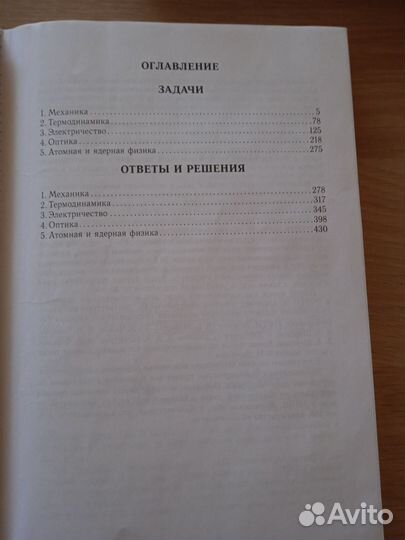 ОГЛАВЛЕНИЕ
ЗАДАЧИ
1. Механика 5
2. Термодинамика 78
3. Электричество 125
4. Оптика 218
5. Атомная и ядерная физика 275
ОТВЕТЫ И РЕШЕНИЯ
1. Механика 278
2. Термодинамика 317
3. Электричество 345
4. Оптика 398
5. Атомная и ядерная физика 430
Avito